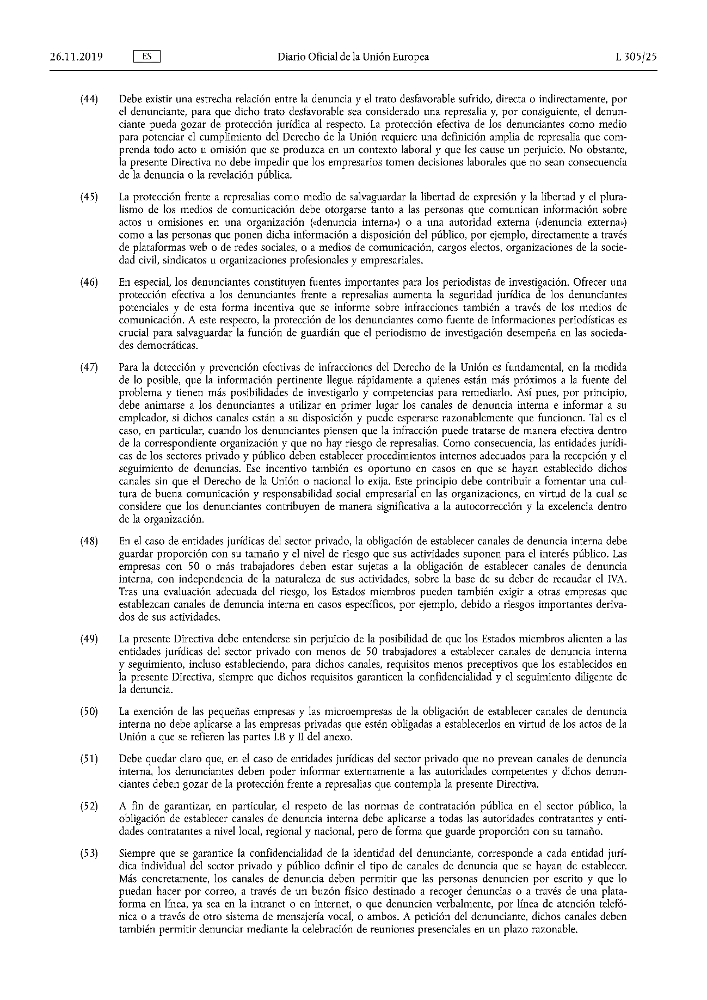 26.11.2019 ES Diario Oficial de la Unión Europea L 305/25
(44) Debe existir una estrecha relación entre la denuncia y el trato desfavorable sufrido, directa o indirectamente, por
el denunciante, para que dicho trato desfavorable sea considerado una represalia y, por consiguiente, el denun-
ciante pueda gozar de protección jurídica al respecto. La protección efectiva de los denunciantes como medio
para potenciar el cumplimiento del Derecho de la Unión requiere una definición amplia de represalia que com-
prenda todo acto u omisión que se produzca en un contexto laboral y que les cause un perjuicio. No obstante,
la presente Directiva no debe impedir que los empresarios tomen decisiones laborales que no sean consecuencia
de la denuncia o la revelación pública.
(45) La protección frente a represalias como medio de salvaguardar la libertad de expresión y la libertad y el plura-
lismo de los medios de comunicación debe otorgarse tanto a las personas que comunican información sobre
actos u omisiones en una organización («denuncia interna») o a una autoridad externa («denuncia externa»)
como a las personas que ponen dicha información a disposición del público, por ejemplo, directamente a través
de plataformas web o de redes sociales, o a medios de comunicación, cargos electos, organizaciones de la socie-
dad civil, sindicatos u organizaciones profesionales y empresariales.
(46) En especial, los denunciantes constituyen fuentes importantes para los periodistas de investigación. Ofrecer una
protección efectiva a los denunciantes frente a represalias aumenta la seguridad jurídica de los denunciantes
potenciales y de esta forma incentiva que se informe sobre infracciones también a través de los medios de
comunicación. A este respecto, la protección de los denunciantes como fuente de informaciones periodísticas es
crucial para salvaguardar la función de guardián que el periodismo de investigación desempeña en las socieda-
des democráticas.
(47) Para la detección y prevención efectivas de infracciones del Derecho de la Unión es fundamental, en la medida
de lo posible, que la información pertinente llegue rápidamente a quienes están más próximos a la fuente del
problema y tienen más posibilidades de investigarlo y competencias para remediarlo. Así pues, por principio,
debe animarse a los denunciantes a utilizar en primer lugar los canales de denuncia interna e informar a su
empleador, si dichos canales están a su disposición y puede esperarse razonablemente que funcionen. Tal es el
caso, en particular, cuando los denunciantes piensen que la infracción puede tratarse de manera efectiva dentro
de la correspondiente organización y que no hay riesgo de represalias. Como consecuencia, las entidades jurídi-
cas de los sectores privado y público deben establecer procedimientos internos adecuados para la recepción y el
seguimiento de denuncias. Ese incentivo también es oportuno en casos en que se hayan establecido dichos
canales sin que el Derecho de la Unión o nacional lo exija. Este principio debe contribuir a fomentar una cul-
tura de buena comunicación y responsabilidad social empresarial en las organizaciones, en virtud de la cual se
considere que los denunciantes contribuyen de manera significativa a la autocorrección y la excelencia dentro
de la organización.
(48) En el caso de entidades jurídicas del sector privado, la obligación de establecer canales de denuncia interna debe
guardar proporción con su tamaño y el nivel de riesgo que sus actividades suponen para el interés público. Las
empresas con 50 o más trabajadores deben estar sujetas a la obligación de establecer canales de denuncia
interna, con independencia de la naturaleza de sus actividades, sobre la base de su deber de recaudar el IVA.
Tras una evaluación adecuada del riesgo, los Estados miembros pueden también exigir a otras empresas que
establezcan canales de denuncia interna en casos específicos, por ejemplo, debido a riesgos importantes deriva-
dos de sus actividades.
(49) La presente Directiva debe entenderse sin perjuicio de la posibilidad de que los Estados miembros alienten a las
entidades jurídicas del sector privado con menos de 50 trabajadores a establecer canales de denuncia interna
y seguimiento, incluso estableciendo, para dichos canales, requisitos menos preceptivos que los establecidos en
la presente Directiva, siempre que dichos requisitos garanticen la confidencialidad y el seguimiento diligente de
la denuncia.
(50) La exención de las pequeñas empresas y las microempresas de la obligación de establecer canales de denuncia
interna no debe aplicarse a las empresas privadas que estén obligadas a establecerlos en virtud de los actos de la
Unión a que se refieren las partes I.B y II del anexo.
(51) Debe quedar claro que, en el caso de entidades jurídicas del sector privado que no prevean canales de denuncia
interna, los denunciantes deben poder informar externamente a las autoridades competentes y dichos denun-
ciantes deben gozar de la protección frente a represalias que contempla la presente Directiva.
(52) A fin de garantizar, en particular, el respeto de las normas de contratación pública en el sector público, la
obligación de establecer canales de denuncia interna debe aplicarse a todas las autoridades contratantes y enti-
dades contratantes a nivel local, regional y nacional, pero de forma que guarde proporción con su tamaño.
(53) Siempre que se garantice la confidencialidad de la identidad del denunciante, corresponde a cada entidad jurí-
dica individual del sector privado y público definir el tipo de canales de denuncia que se hayan de establecer.
Más concretamente, los canales de denuncia deben permitir que las personas denuncien por escrito y que lo
puedan hacer por correo, a través de un buzón físico destinado a recoger denuncias o a través de una plata-
forma en línea, ya sea en la intranet o en internet, o que denuncien verbalmente, por línea de atención telefó-
nica o a través de otro sistema de mensajería vocal, o ambos. A petición del denunciante, dichos canales deben
también permitir denunciar mediante la celebración de reuniones presenciales en un plazo razonable.